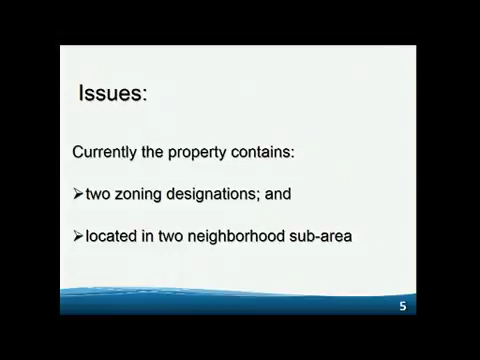 Issues:
Currently the property contains:
➢two zoning designations; and
➢located in two neighborhood sub-area
5